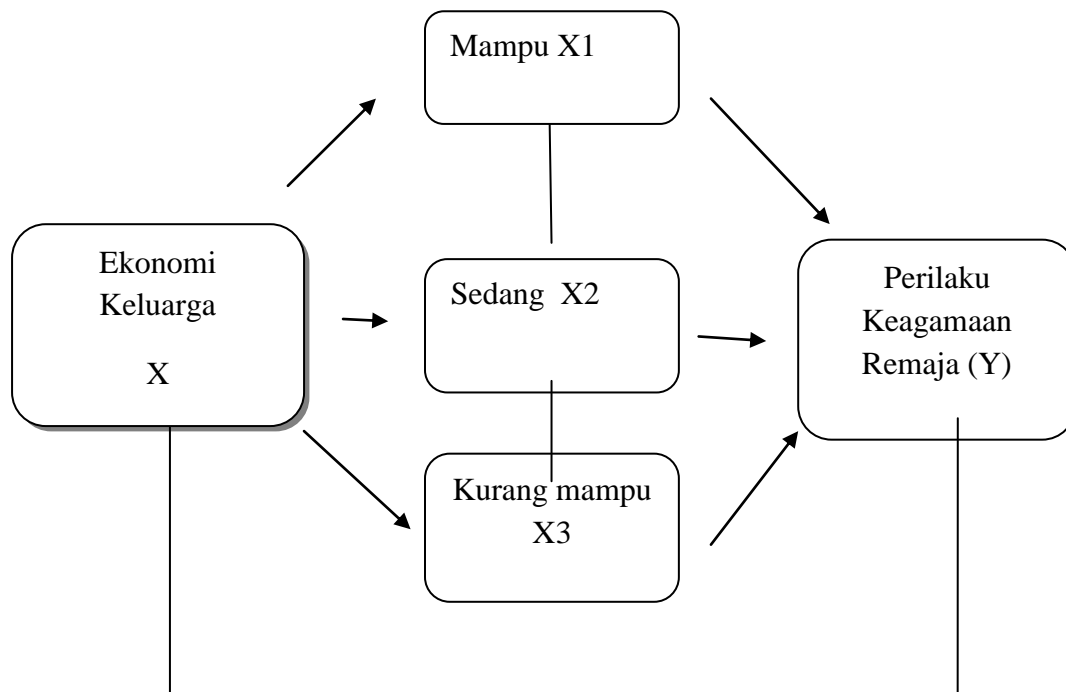 Mampu X1
Ekonomi
Keluarga
X
Sedang X2
Kurang mampu
X3
Perilaku
Keagamaan
Remaja (Y)